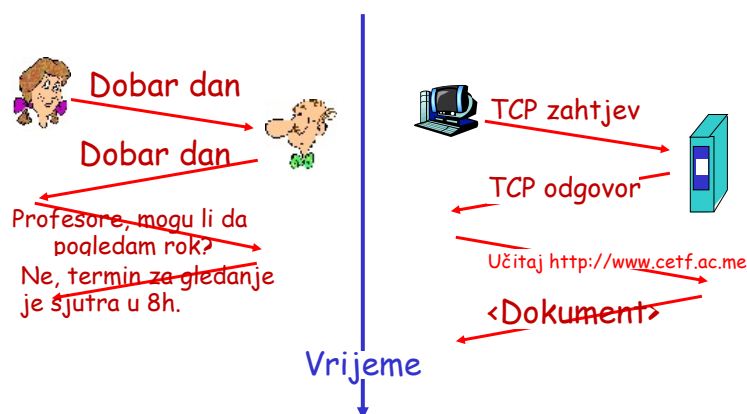 Dobar dan
Dobar dan
Profesore, mogu li da
pogledam rok?
Ne, termin za gledanje
je sjutra u 8h.
TCP zahtjev
TCP odgovor
Učitaj http://www.cetf.ac.me
<Dokument>
Vrijeme